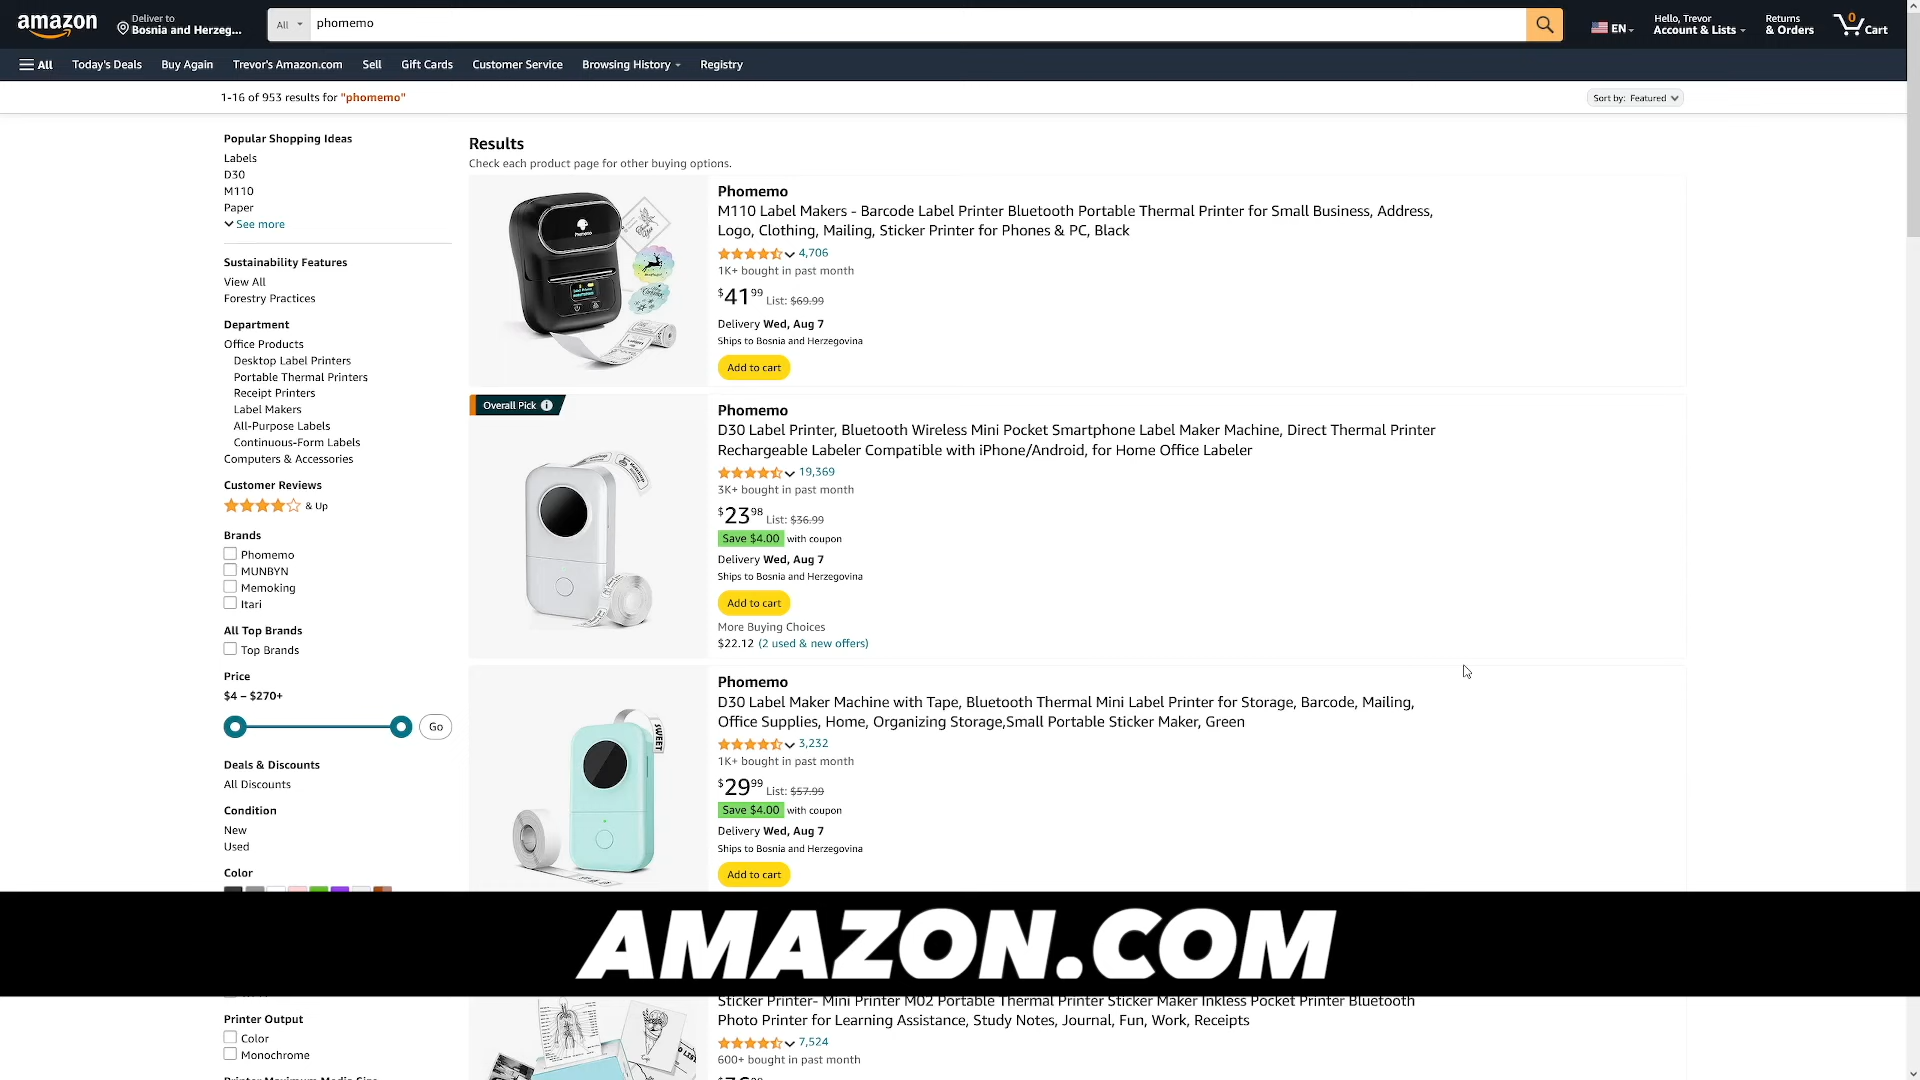 amazon
Deliver to
Bosnia and Herzeg...
All
phomemo
EN
Hello, Trevor
Account & Lists
Returns
& Orders
0
Cart
All
Today's Deals
Buy Again
Trevor's Amazon.com
Sell
Gift Cards
Customer Service
Browsing History
Registry
1-16 of 953 results for "phomemo"
Sort by: Featured
Popular Shopping Ideas
Labels
D30
M110
Paper
See more
Sustainability Features
View All
Forestry Practices
Department
Office Products
Desktop Label Printers
Portable Thermal Printers
Receipt Printers
Label Makers
All-Purpose Labels
Continuous-Form Labels
Computers & Accessories
Customer Reviews
& Up
Brands
Phomemo
MUNBYN
Memoking
Itari
All Top Brands
Top Brands
Price
$4 – $270+
Go
Deals & Discounts
All Discounts
Condition
New
Used
Color
Printer Output
Color
Monochrome
Results
Check each product page for other buying options.
Phomemo
M110 Label Makers - Barcode Label Printer Bluetooth Portable Thermal Printer for Small Business, Address,
Logo, Clothing, Mailing, Sticker Printer for Phones & PC, Black
4,706
1K+ bought in past month
$41 99 List: $69.99
Delivery Wed, Aug 7
Ships to Bosnia and Herzegovina
Add to cart
Overall Pick
Phomemo
D30 Label Printer, Bluetooth Wireless Mini Pocket Smartphone Label Maker Machine, Direct Thermal Printer
Rechargeable Labeler Compatible with iPhone/Android, for Home Office Labeler
19,369
3K+ bought in past month
$23 98 List: $36.99
Save $4.00 with coupon
Delivery Wed, Aug 7
Ships to Bosnia and Herzegovina
Add to cart
More Buying Choices
$22.12 (2 used & new offers)
SWEET
Phomemo
D30 Label Maker Machine with Tape, Bluetooth Thermal Mini Label Printer for Storage, Barcode, Mailing,
Office Supplies, Home, Organizing Storage,Small Portable Sticker Maker, Green
3,232
1K+ bought in past month
$29 99 List: $57.99
Save $4.00 with coupon
Delivery Wed, Aug 7
Ships to Bosnia and Herzegovina
Add to cart
AMAZON.COM
Sticker Printer- Mini Printer M02 Portable Thermal Printer Sticker Maker Inkless Pocket Printer Bluetooth
Photo Printer for Learning Assistance, Study Notes, Journal, Fun, Work, Receipts
7,524
600+ bought in past month